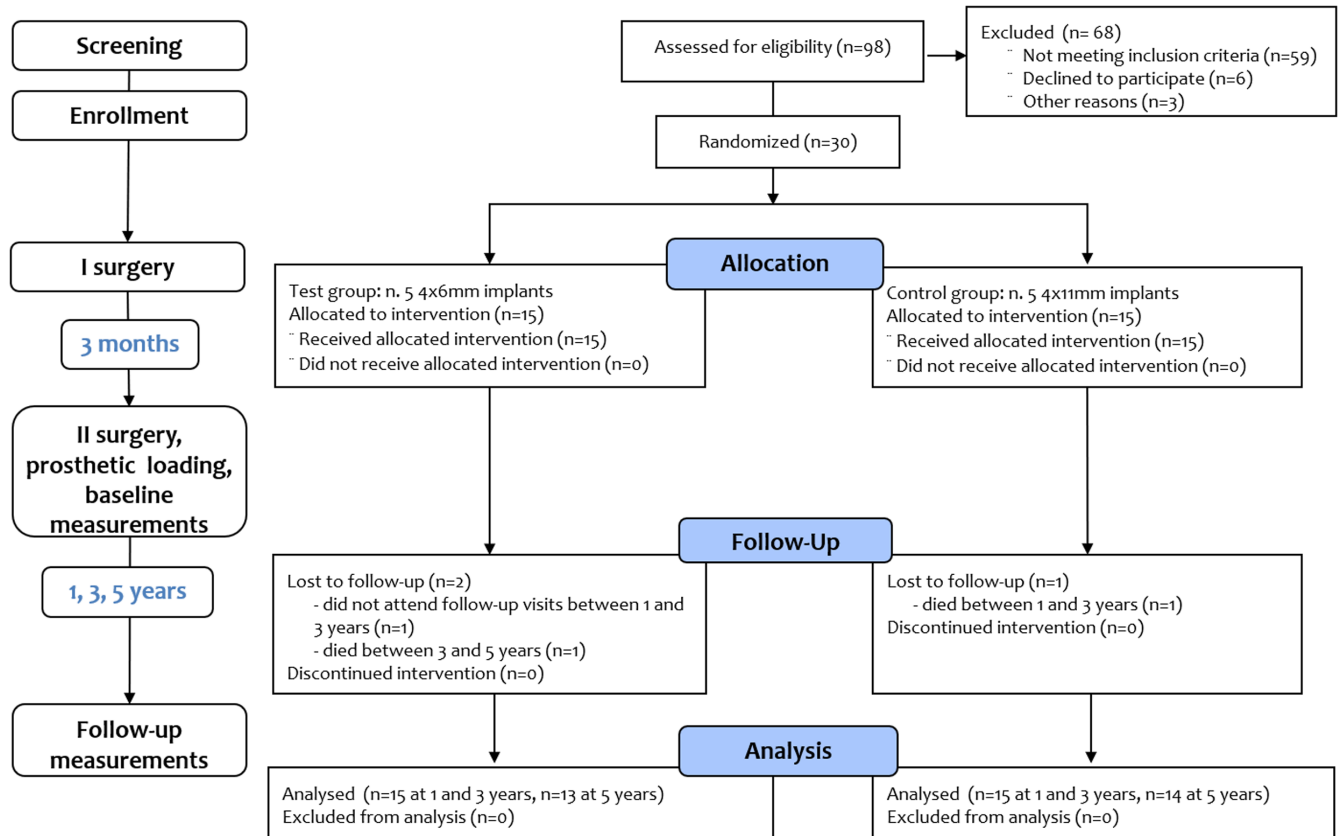 Screening
Enrollment
I surgery
3 months
II surgery,
prosthetic loading,
baseline
measurements
1, 3, 5 years
Follow-up
measurements
Assessed for eligibility (n=98)
Excluded (n= 68)
¨ Not meeting inclusion criteria (n=59)
¨ Declined to participate (n=6)
¨ Other reasons (n=3)
Randomized (n=30)
Allocation
Test group: n. 5 4x6mm implants
Allocated to intervention (n=15)
¨ Received allocated intervention (n=15)
¨ Did not receive allocated intervention (n=0)
Control group: n. 5 4x11mm implants
Allocated to intervention (n=15)
¨ Received allocated intervention (n=15)
¨ Did not receive allocated intervention (n=0)
Follow-Up
Lost to follow-up (n=2)
- did not attend follow-up visits between 1 and
3 years (n=1)
- died between 3 and 5 years (n=1)
Discontinued intervention (n=0)
Lost to follow-up (n=1)
- died between 1 and 3 years (n=1)
Discontinued intervention (n=0)
Analysis
Analysed (n=15 at 1 and 3 years, n=13 at 5 years)
Excluded from analysis (n=0)
Analysed (n=15 at 1 and 3 years, n=14 at 5 years)
Excluded from analysis (n=0)